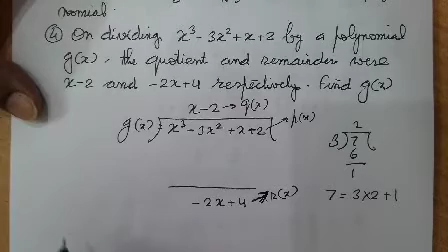 nomial.
④ On dividing x³ - 3x² + x + 2 by a polynomial
g(x), the quotient and remainder were
x-2 and -2x+4 respectively. Find g(x)
x-2 → q(x)
g(x) x³ - 3x² + x + 2 → p(x)
-2x+4 → r(x)
2
3 7
6
1
7 = 3×2 + 1